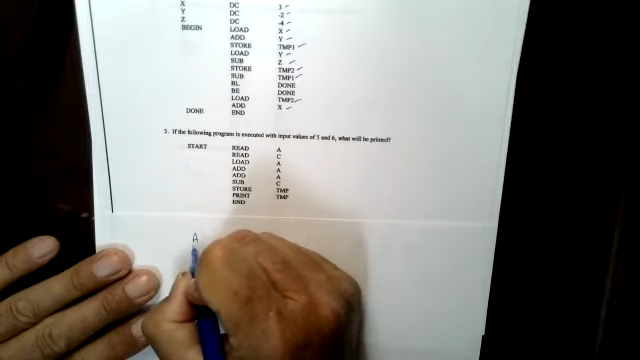 X DC 3
Y DC -2
Z DC -4
BEGIN LOAD X
ADD Y
STORE TMP1
LOAD Y
SUB Z
STORE TMP2
SUB TMP1
BL DONE
BE DONE
LOAD TMP2
ADD X
DONE END
3. If the following program is executed with input values of 5 and 6, what will be printed?
START READ A
READ C
LOAD A
ADD A
ADD A
SUB C
STORE TMP
PRINT TMP
END
A